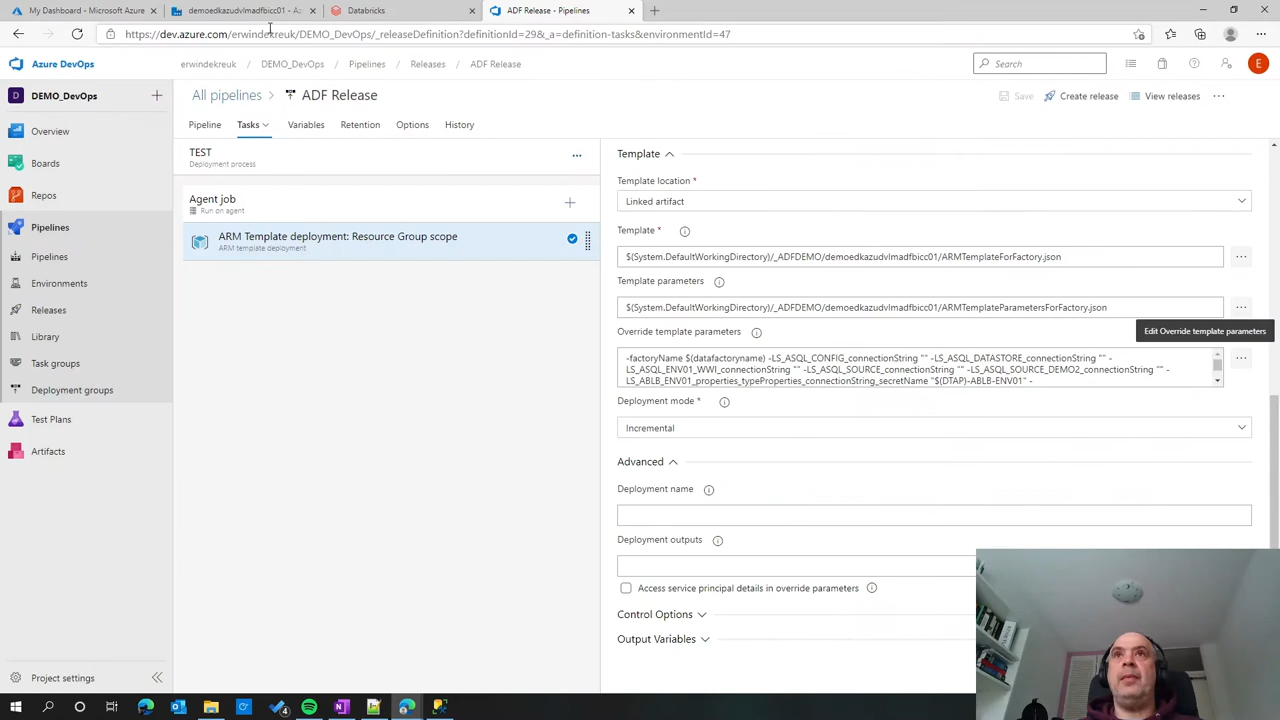 My Dashboard - Microsoft Azure
demoedkazudvlmadfbicc01 - Az
Databricks
ADF Release - Pipelines
https://dev.azure.com/erwindekreuk/DEMO_DevOps/_releaseDefinition?definitionId=29&_a=definition-tasks&environmentId=47
Azure DevOps
erwindekreuk / DEMO_DevOps / Pipelines / Releases / ADF Release
Search
E
D DEMO_DevOps
All pipelines > ADF Release
Save Create release View releases
Overview
Boards
Repos
Pipelines
Pipelines
Environments
Releases
Library
Task groups
Deployment groups
Test Plans
Artifacts
Project settings
Pipeline Tasks Variables Retention Options History
TEST
Deployment process
Agent job
Run on agent
ARM Template deployment: Resource Group scope
ARM template deployment
Template
Template location *
Linked artifact
Template *
$(System.DefaultWorkingDirectory)/_ADFDEMO/demoedkazudvlmadfbicc01/ARMTemplateForFactory.json
Template parameters
$(System.DefaultWorkingDirectory)/_ADFDEMO/demoedkazudvlmadfbicc01/ARMTemplateParametersForFactory.json
Edit Override template parameters
Override template parameters
-factoryName $(datafactoryname) -LS_ASQL_CONFIG_connectionString "" -LS_ASQL_DATASTORE_connectionString "" -
LS_ASQL_ENV01_WWI_connectionString "" -LS_ASQL_SOURCE_connectionString "" -LS_ASQL_SOURCE_DEMO2_connectionString "" -
LS_ABLB_ENV01_properties_typeProperties_connectionString_secretName "$(DTAP)-ABLB-ENV01" -
Deployment mode *
Incremental
Advanced
Deployment name
Deployment outputs
Access service principal details in override parameters
Control Options
Output Variables